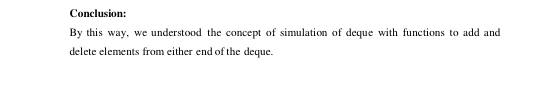 Conclusion:
By this way, we understood the concept of simulation of deque with functions to add and
delete elements from either end of the deque.